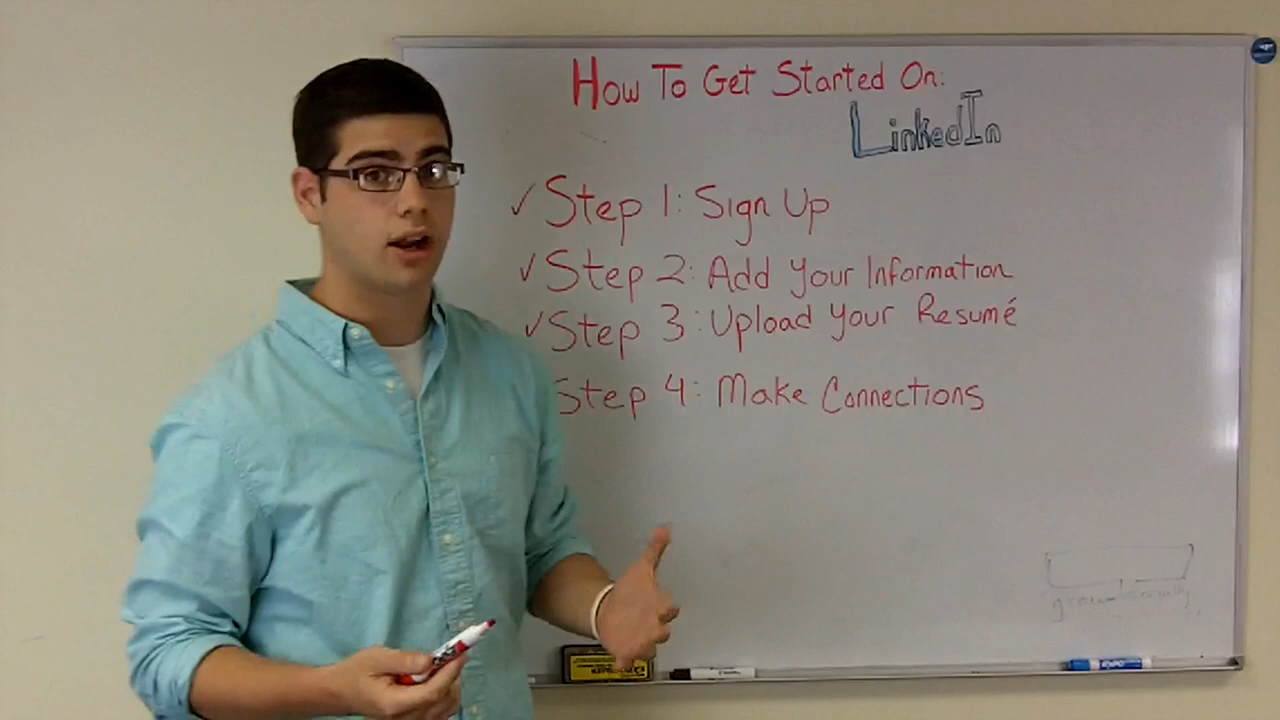 How To Get Started On:
LinkedIn
✓ Step 1: Sign Up
✓ Step 2: Add Your Information
✓ Step 3: Upload Your Resumé
Step 4: Make Connections
EXPO